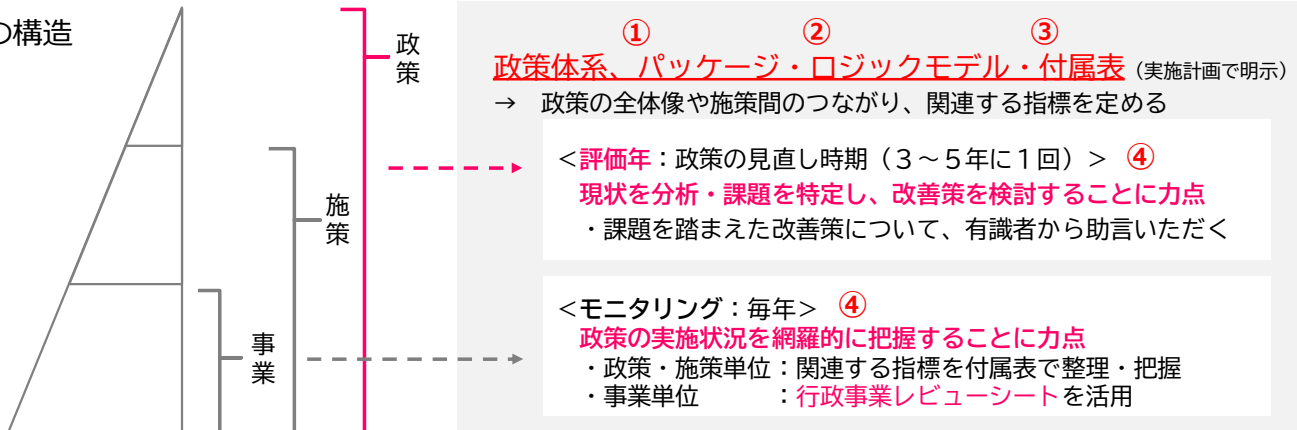 の構造
政策
施策
事業
① ② ③
政策体系、パッケージ・ロジックモデル・付属表（実施計画で明示）
→ 政策の全体像や施策間のつながり、関連する指標を定める
＜評価年：政策の見直し時期（３～５年に１回）＞ ④
現状を分析・課題を特定し、改善策を検討することに力点
・課題を踏まえた改善策について、有識者から助言いただく
＜モニタリング：毎年＞ ④
政策の実施状況を網羅的に把握することに力点
・政策・施策単位：関連する指標を付属表で整理・把握
・事業単位　　　：行政事業レビューシートを活用